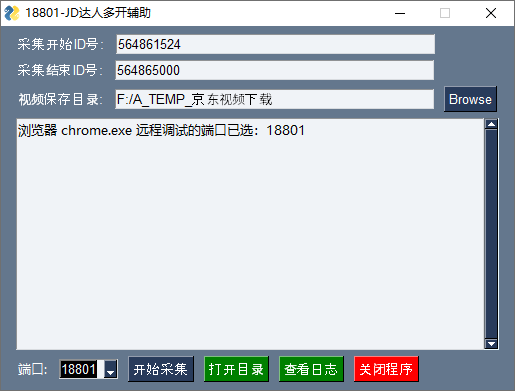 18801-JD达人多开辅助
采集开始ID号： 564861524
采集结束ID号： 564865000
视频保存目录： F:/A_TEMP_京东视频下载 Browse
浏览器 chrome.exe 远程调试的端口已选：18801
端口: 18801 开始采集 打开目录 查看日志 关闭程序